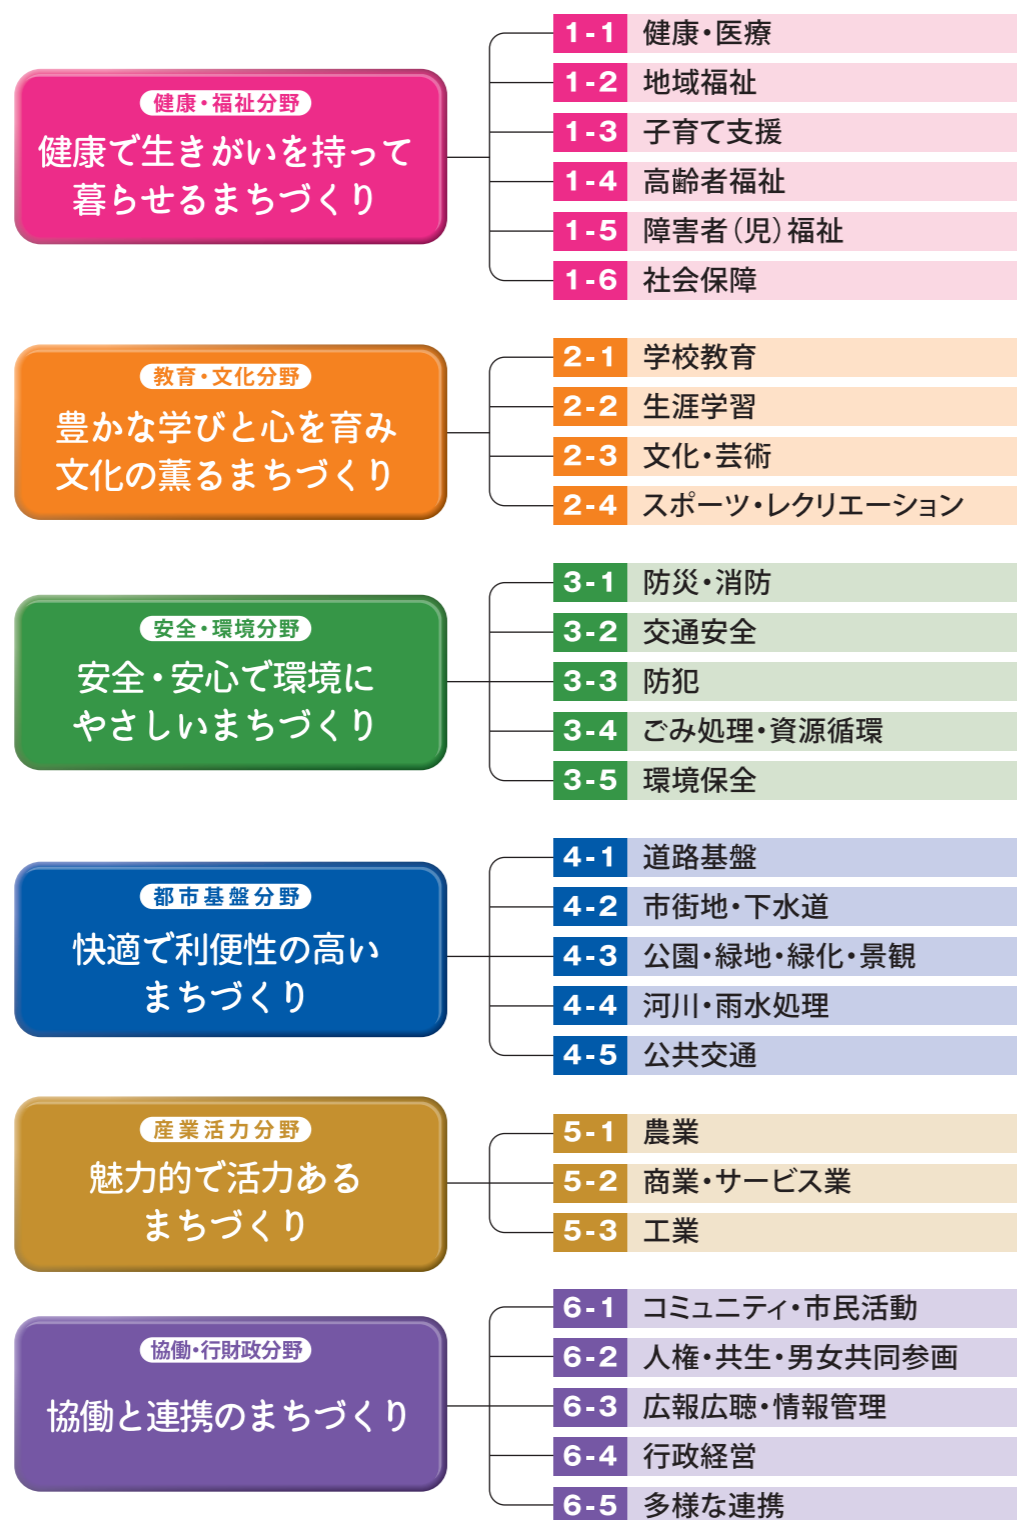 健康・福祉分野
健康で生きがいを持って
暮らせるまちづくり
1-1 健康・医療
1-2 地域福祉
1-3 子育て支援
1-4 高齢者福祉
1-5 障害者（児）福祉
1-6 社会保障
教育・文化分野
豊かな学びと心を育み
文化の薫るまちづくり
2-1 学校教育
2-2 生涯学習
2-3 文化・芸術
2-4 スポーツ・レクリエーション
安全・環境分野
安全・安心で環境に
やさしいまちづくり
3-1 防災・消防
3-2 交通安全
3-3 防犯
3-4 ごみ処理・資源循環
3-5 環境保全
都市基盤分野
快適で利便性の高い
まちづくり
4-1 道路基盤
4-2 市街地・下水道
4-3 公園・緑地・緑化・景観
4-4 河川・雨水処理
4-5 公共交通
産業活力分野
魅力的で活力ある
まちづくり
5-1 農業
5-2 商業・サービス業
5-3 工業
協働・行財政分野
協働と連携のまちづくり
6-1 コミュニティ・市民活動
6-2 人権・共生・男女共同参画
6-3 広報広聴・情報管理
6-4 行政経営
6-5 多様な連携